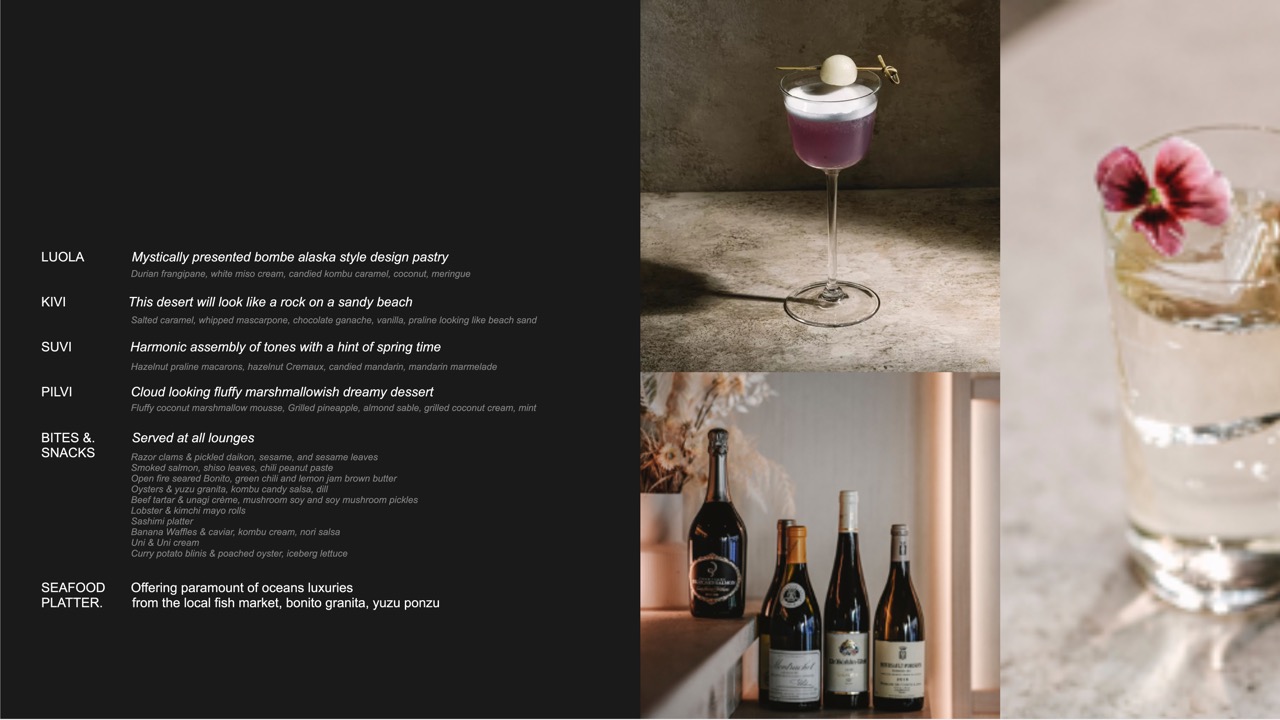 LUOLA Mystically presented bombe alaska style design pastry
Durian frangipane, white miso cream, candied kombu caramel, coconut, meringue
KIVI This desert will look like a rock on a sandy beach
Salted caramel, whipped mascarpone, chocolate ganache, vanilla, praline looking like beach sand
SUVI Harmonic assembly of tones with a hint of spring time
Hazelnut praline macarons, hazelnut Cremaux, candied mandarin, mandarin marmelade
PILVI Cloud looking fluffy marshmallowish dreamy dessert
Fluffy coconut marshmallow mousse, Grilled pineapple, almond sable, grilled coconut cream, mint
BITES &. Served at all lounges
SNACKS
Razor clams & pickled daikon, sesame, and sesame leaves
Smoked salmon, shiso leaves, chili peanut paste
Open fire seared Bonito, green chili and lemon jam brown butter
Oysters & yuzu granita, kombu candy salsa, dill
Beef tartar & unagi crème, mushroom soy and soy mushroom pickles
Lobster & kimchi mayo rolls
Sashimi platter
Banana Waffles & caviar, kombu cream, nori salsa
Uni & Uni cream
Curry potato blinis & poached oyster, iceberg lettuce
SEAFOOD Offering paramount of oceans luxuries
PLATTER. from the local fish market, bonito granita, yuzu ponzu
Montrachet